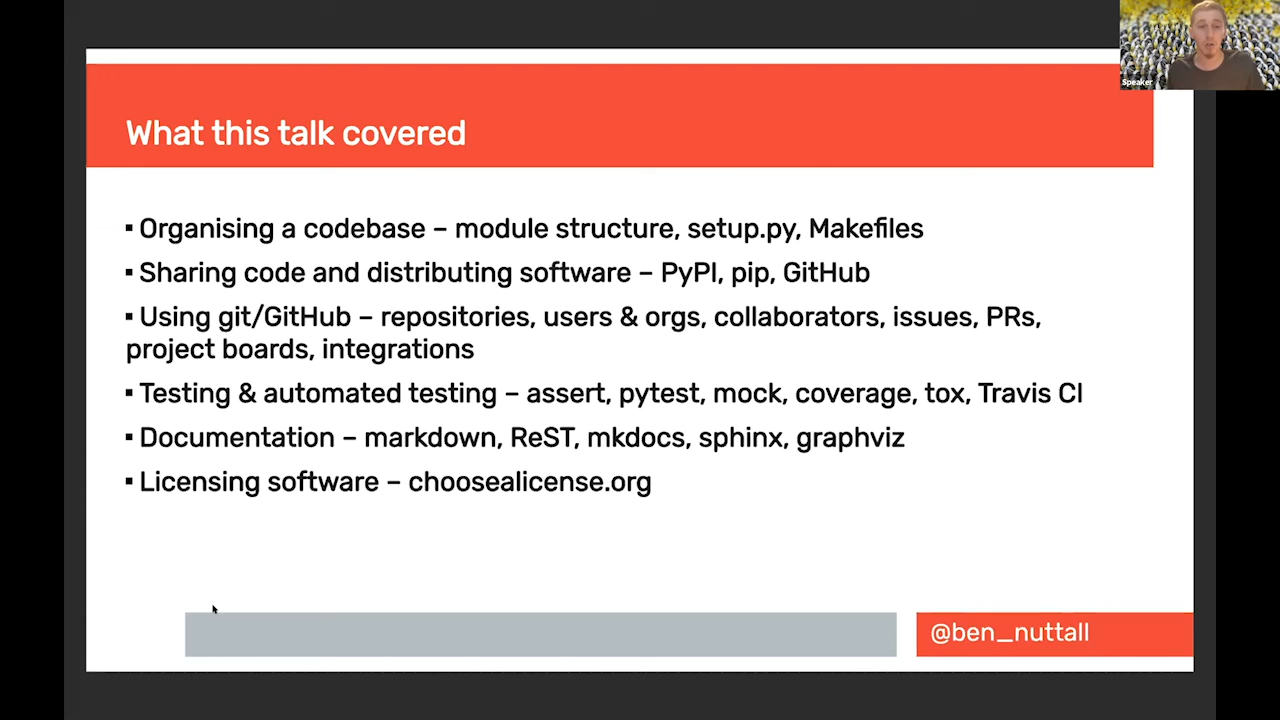 Speaker
What this talk covered
▪ Organising a codebase – module structure, setup.py, Makefiles
▪ Sharing code and distributing software – PyPI, pip, GitHub
▪ Using git/GitHub – repositories, users & orgs, collaborators, issues, PRs,
project boards, integrations
▪ Testing & automated testing – assert, pytest, mock, coverage, tox, Travis CI
▪ Documentation – markdown, ReST, mkdocs, sphinx, graphviz
▪ Licensing software – choosealicense.org
@ben_nuttall